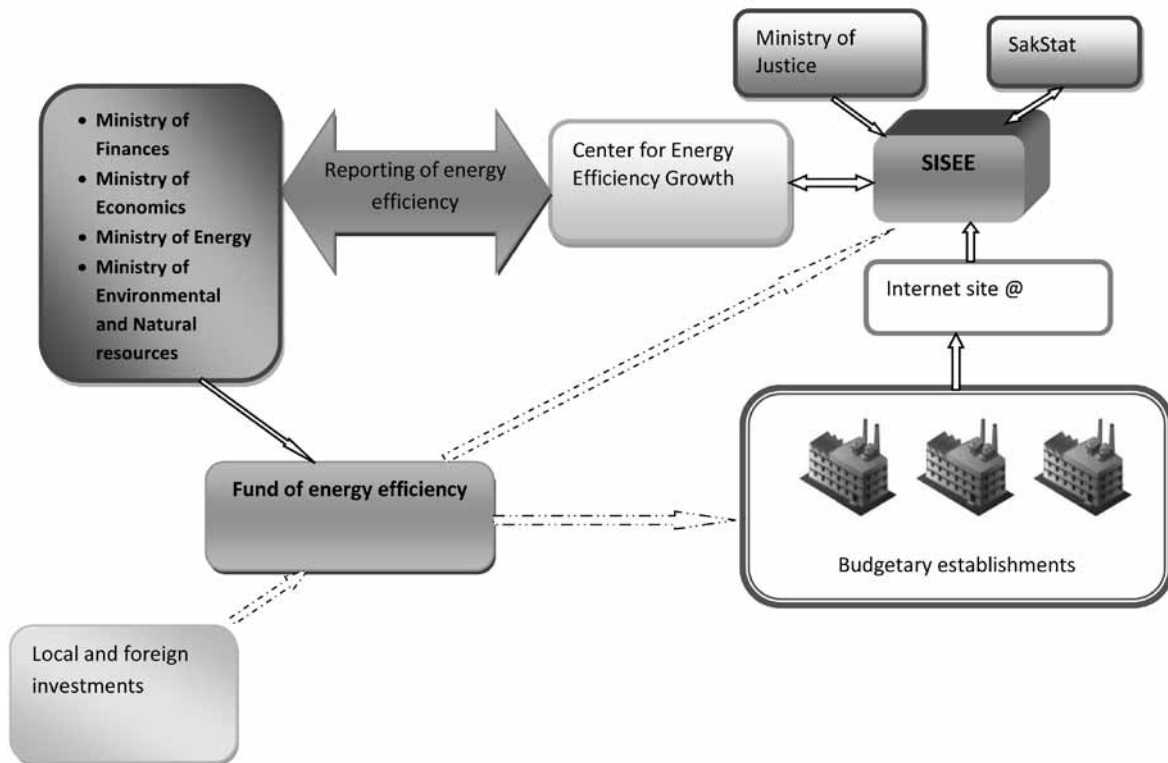 Ministry of
Justice
SakStat
• Ministry of
Finances
• Ministry of
Economics
• Ministry of Energy
• Ministry of
Environmental
and Natural
resources
Reporting of energy
efficiency
Center for Energy
Efficiency Growth
SISEE
Internet site @
Fund of energy efficiency
Budgetary establishments
Local and foreign
investments